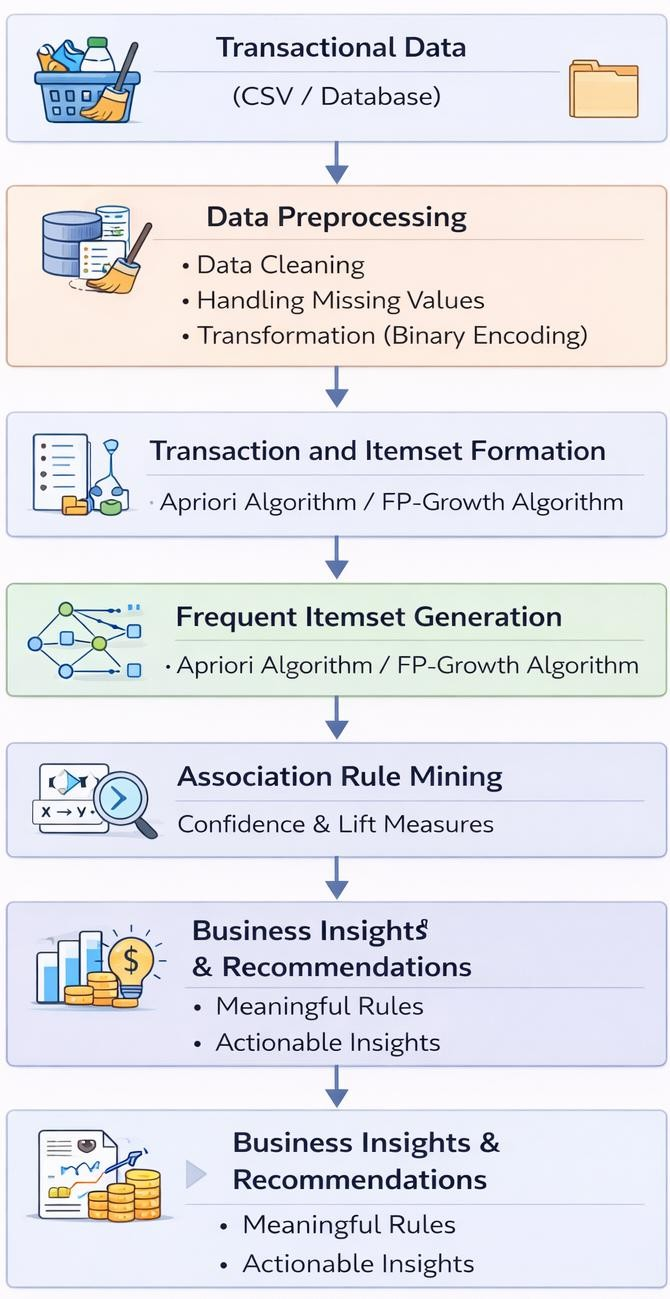 Transactional Data
(CSV / Database)
Data Preprocessing
• Data Cleaning
• Handling Missing Values
• Transformation (Binary Encoding)
Transaction and Itemset Formation
· Apriori Algorithm / FP-Growth Algorithm
Frequent Itemset Generation
• Apriori Algorithm / FP-Growth Algorithm
X → Y
Association Rule Mining
Confidence & Lift Measures
$
Business Insights
& Recommendations
• Meaningful Rules
• Actionable Insights
Business Insights &
Recommendations
• Meaningful Rules
• Actionable Insights